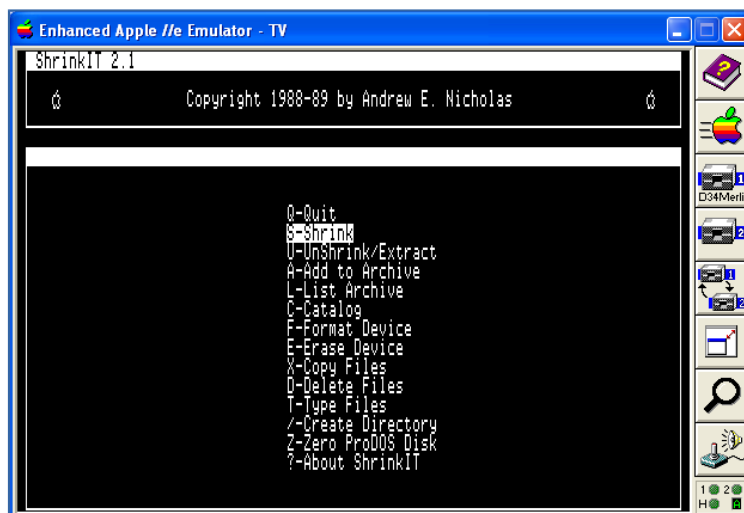 Enhanced Apple //e Emulator - TV
ShrinkIT 2.1
Copyright 1988-89 by Andrew E. Nicholas
Q-Quit
S-Shrink
U-UnShrink/Extract
A-Add to Archive
L-List Archive
C-Catalog
F-Format Device
E-Erase Device
X-Copy Files
D-Delete Files
T-Type Files
/-Create Directory
Z-Zero ProDOS Disk
?-About ShrinkIT
?
1
D34Merli
2
1
2
1 2
H A